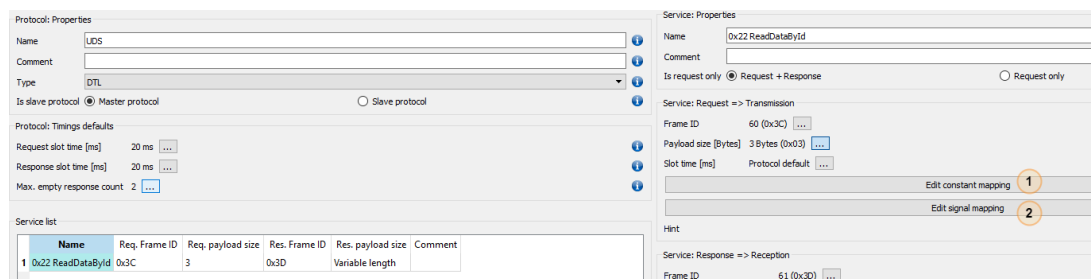 Protocol: Properties
Name UDS
Comment
Type DTL
Is slave protocol Master protocol Slave protocol
Protocol: Timings defaults
Request slot time [ms] 20 ms ...
Response slot time [ms] 20 ms ...
Max. empty response count 2 ...
Service list
Name Req. Frame ID Req. payload size Res. Frame ID Res. payload size Comment
1 0x22 ReadDataById 0x3C 3 0x3D Variable length
Service: Properties
Name 0x22 ReadDataById
Comment
Is request only Request + Response Request only
Service: Request => Transmission
Frame ID 60 (0x3C) ...
Payload size [Bytes] 3 Bytes (0x03) ...
Slot time [ms] Protocol default ...
Edit constant mapping 1
Edit signal mapping 2
Hint
Service: Response => Reception
Frame ID 61 (0x3D) ...